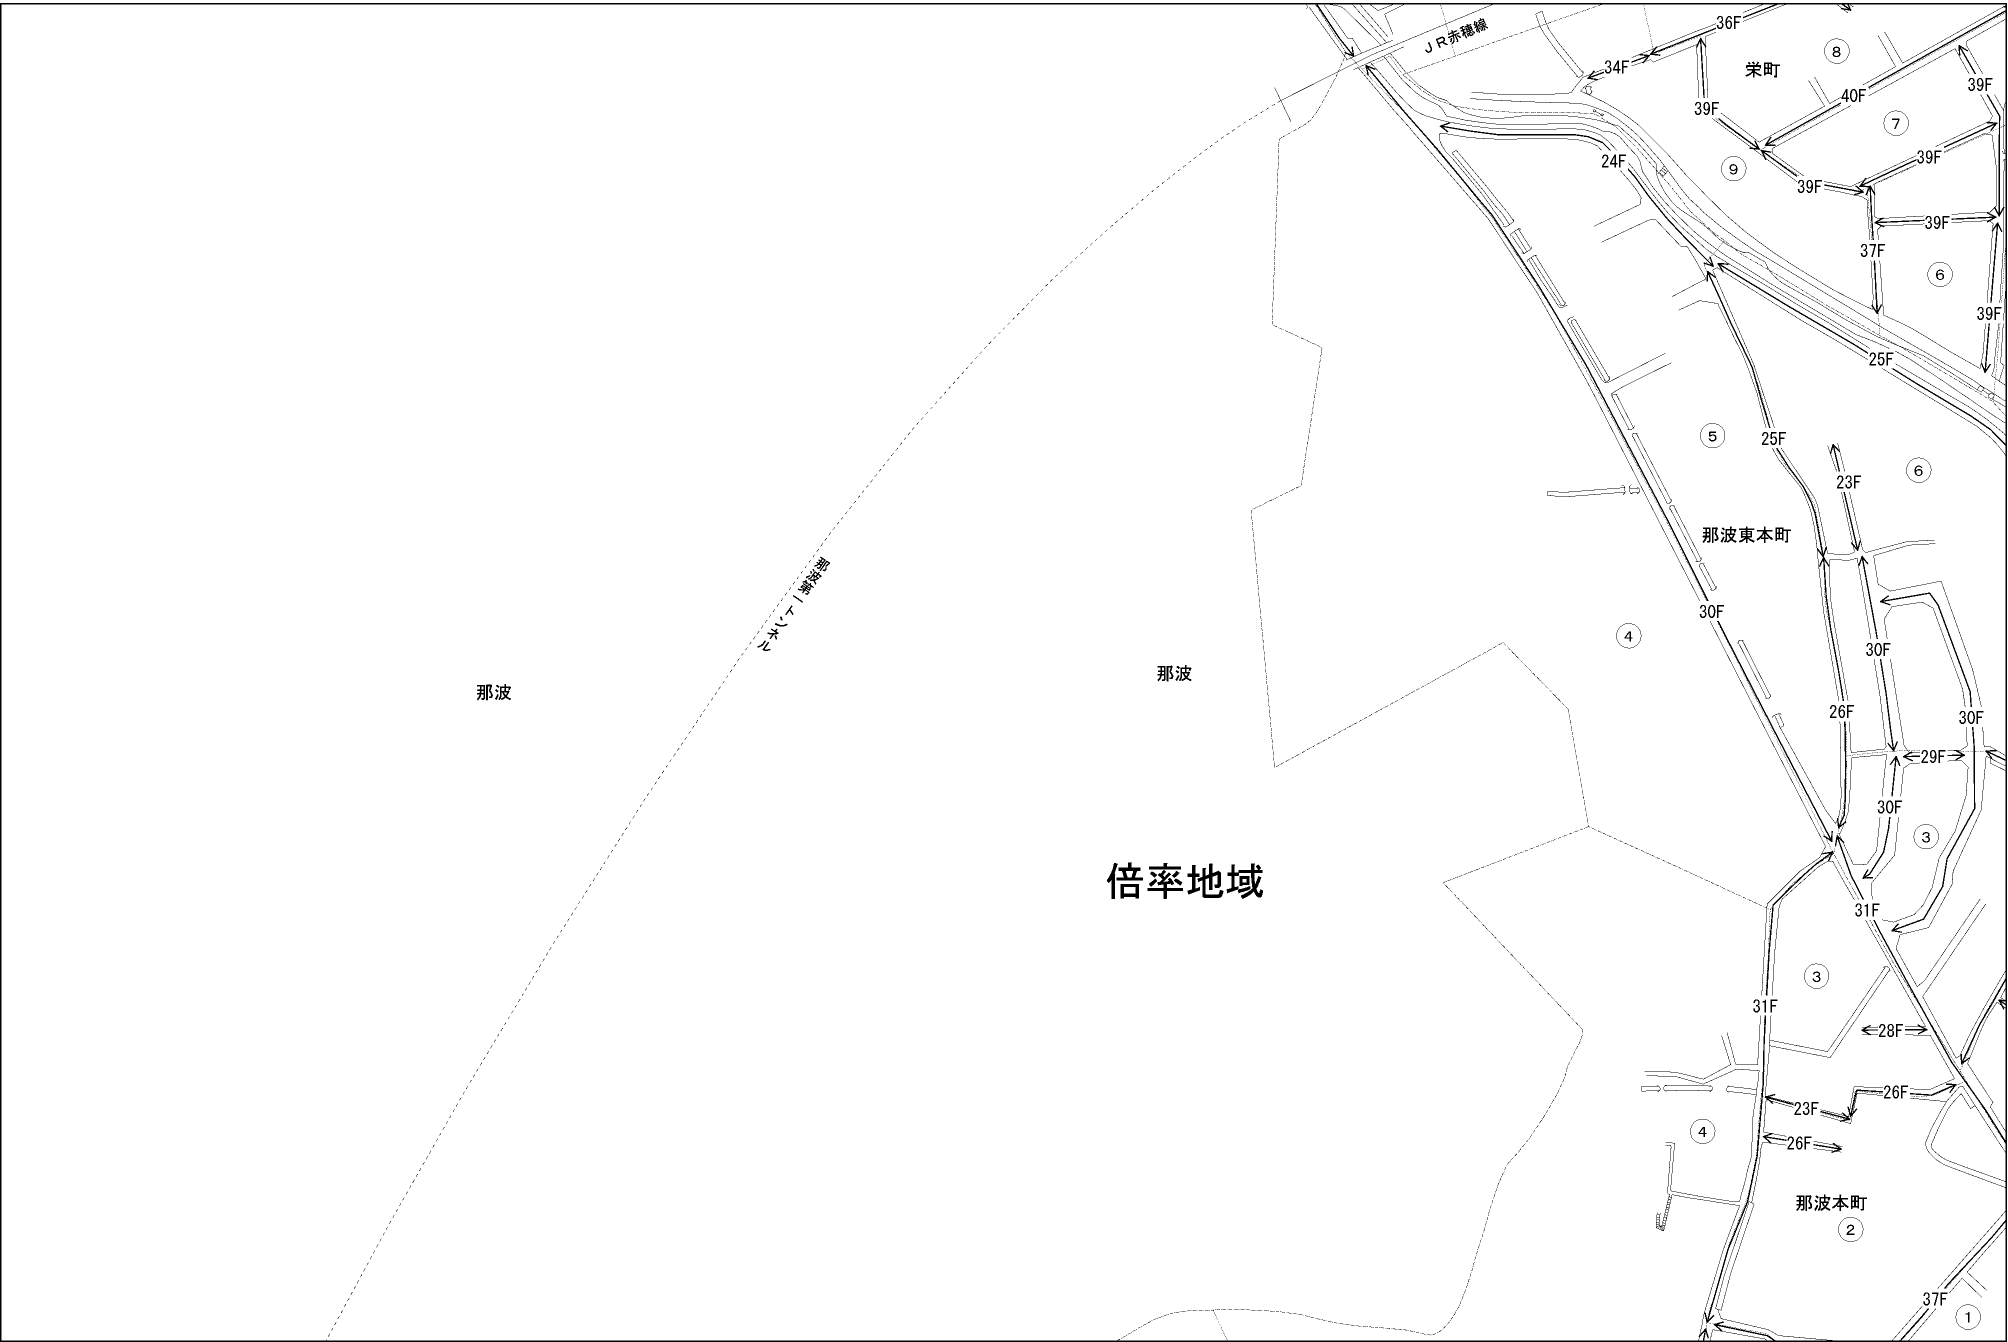 36F
JR赤穂線
⑧
34F
栄町
39F
40F
39F
⑦
24F
39F
⑨
39F
39F
37F
⑥
39F
25F
⑤
25F
⑥
23F
那波東本町
那波第一トンネル
30F
④
30F
那波
那波
26F
30F
29F
30F
③
倍率地域
31F
③
31F
28F
26F
23F
④
26F
那波本町
②
37F
①